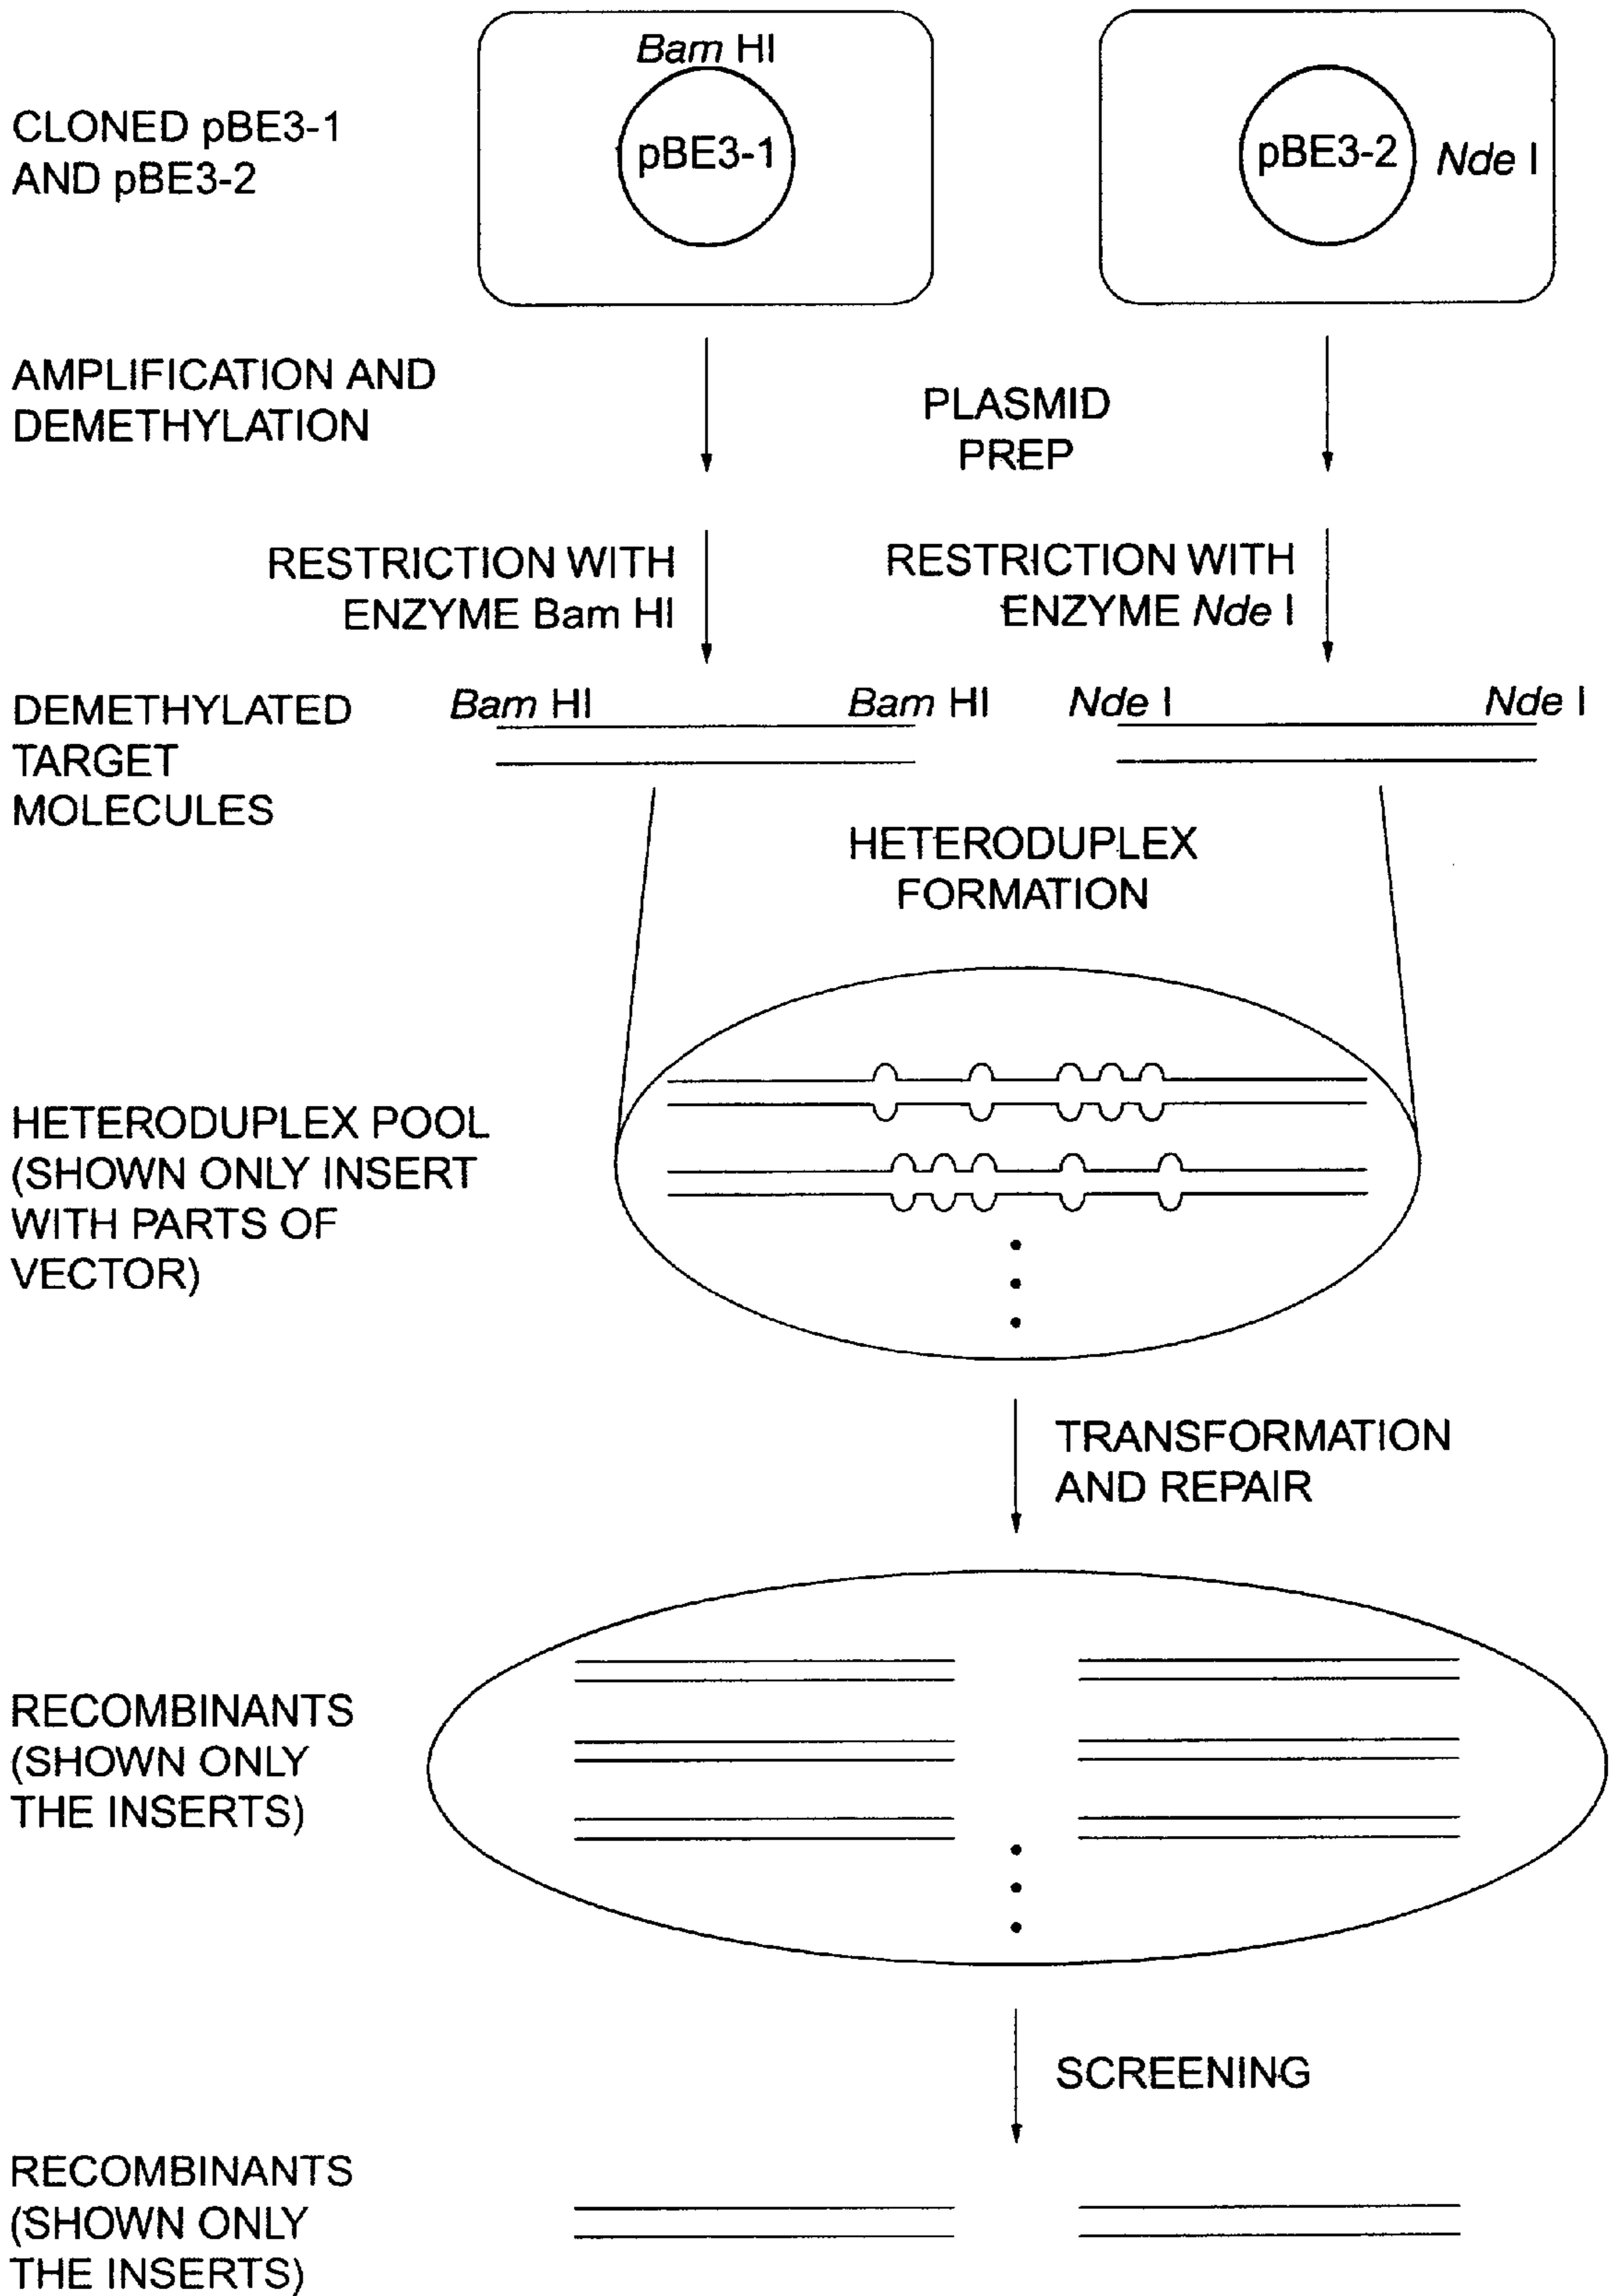 Bam HI
CLONED pBE3-1
AND pBE3-2
pBE3-1
pBE3-2
Nde I
AMPLIFICATION AND
DEMETHYLATION
PLASMID
PREP
RESTRICTION WITH
ENZYME Bam HI
RESTRICTION WITH
ENZYME Nde I
DEMETHYLATED
TARGET
MOLECULES
Bam HI
Bam HI
Nde I
Nde I
HETERODUPLEX
FORMATION
HETERODUPLEX POOL
(SHOWN ONLY INSERT
WITH PARTS OF
VECTOR)
TRANSFORMATION
AND REPAIR
RECOMBINANTS
(SHOWN ONLY
THE INSERTS)
SCREENING
RECOMBINANTS
(SHOWN ONLY
THE INSERTS)